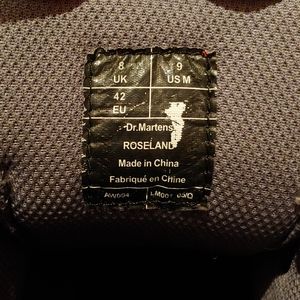 8 9
UK US M
42
EU
Dr.Martens
ROSELAND
Made in China
Fabriqué en Chine